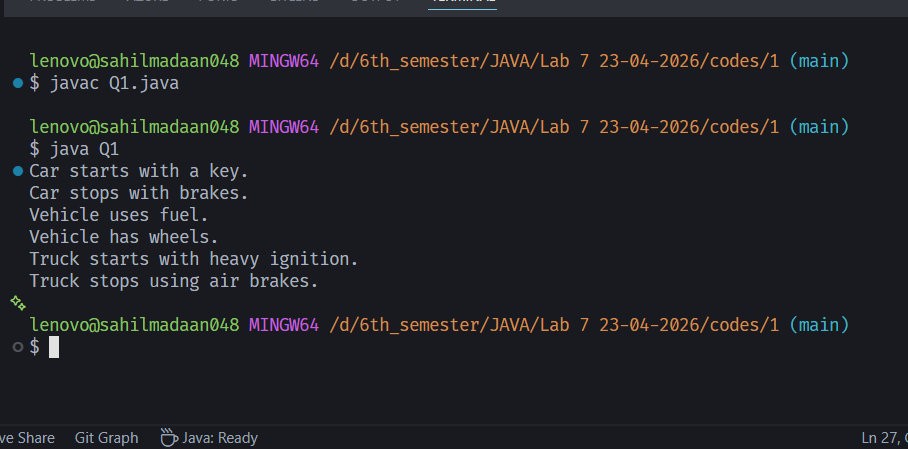 lenovo@sahilmadaan048 MINGW64 /d/6th_semester/JAVA/Lab 7 23-04-2026/codes/1 (main)
$ javac Q1.java
lenovo@sahilmadaan048 MINGW64 /d/6th_semester/JAVA/Lab 7 23-04-2026/codes/1 (main)
$ java Q1
Car starts with a key.
Car stops with brakes.
Vehicle uses fuel.
Vehicle has wheels.
Truck starts with heavy ignition.
Truck stops using air brakes.
lenovo@sahilmadaan048 MINGW64 /d/6th_semester/JAVA/Lab 7 23-04-2026/codes/1 (main)
$
ve Share Git Graph Java: Ready Ln 27,